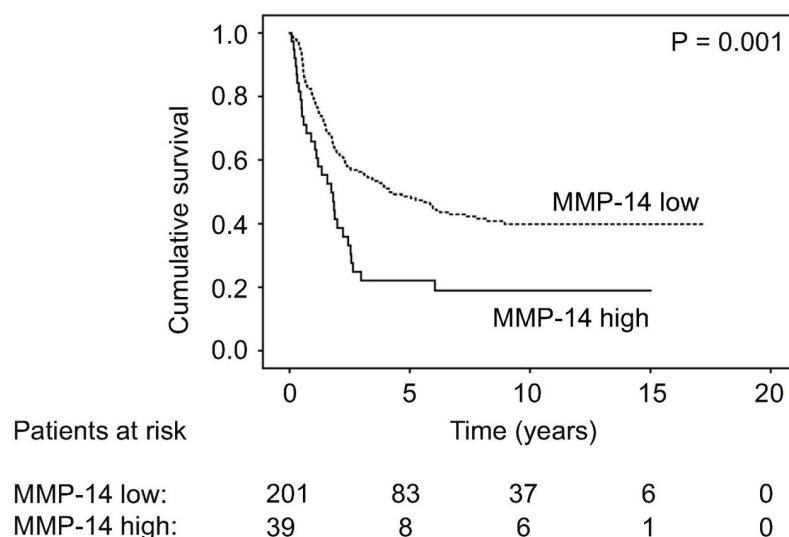 P = 0.001
1.0
0.8
0.6
0.4
0.2
0.0
Cumulative survival
MMP-14 low
MMP-14 high
0 5 10 15 20
Patients at risk Time (years)
MMP-14 low: 201 83 37 6 0
MMP-14 high: 39 8 6 1 0